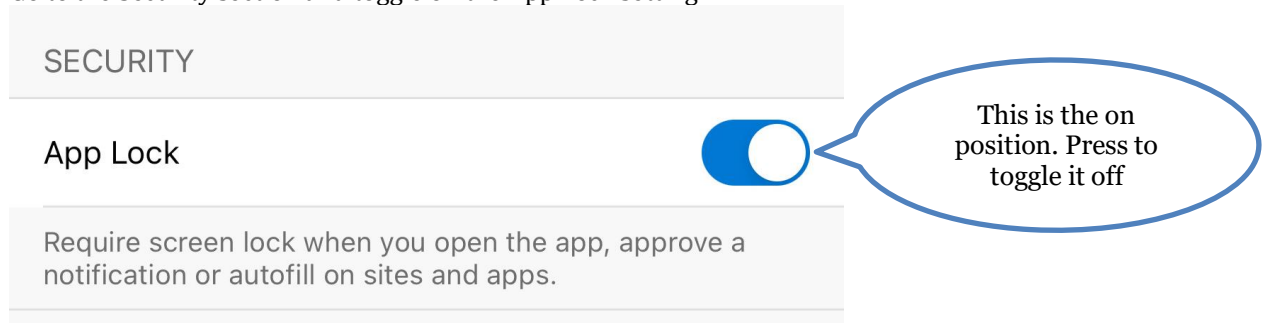 SECURITY
App Lock
This is the on
position. Press to
toggle it off
Require screen lock when you open the app, approve a
notification or autofill on sites and apps.